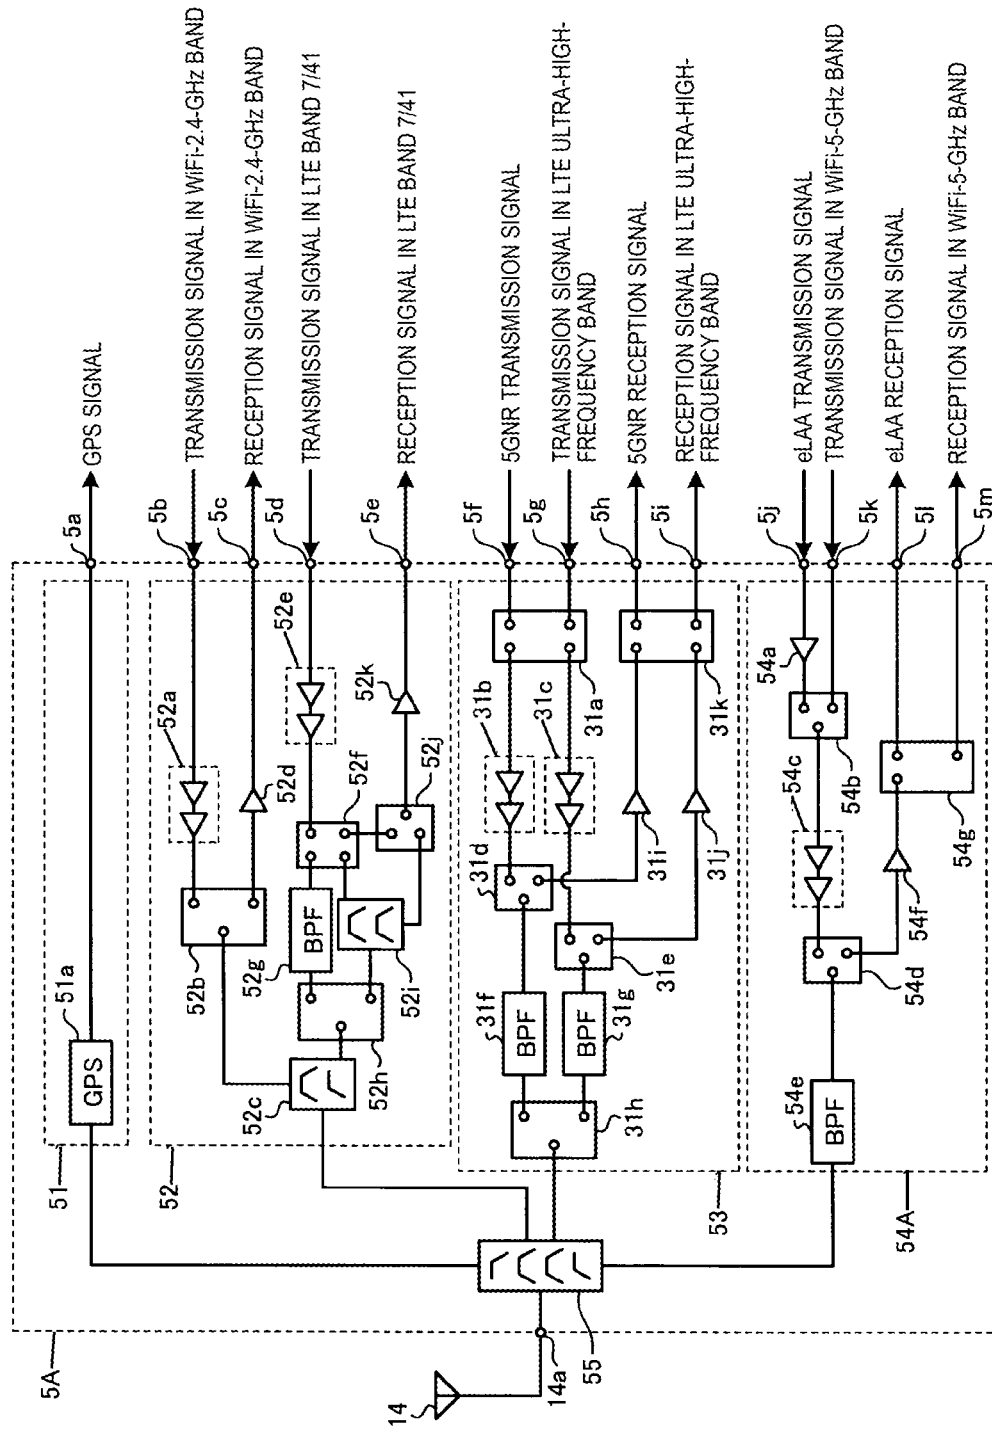 5A
14
14a
55
51
51a
GPS
5a
GPS SIGNAL
52
52a
52b
52c
52d
52e
52f
52g
BPF
52h
52i
52j
52k
5b
TRANSMISSION SIGNAL IN WiFi-2.4-GHz BAND
5c
RECEPTION SIGNAL IN WiFi-2.4-GHz BAND
5d
TRANSMISSION SIGNAL IN LTE BAND 7/41
5e
RECEPTION SIGNAL IN LTE BAND 7/41
53
31a
31b
31c
31d
31e
31f
BPF
31g
BPF
31h
31i
31j
31k
5f
5GNR TRANSMISSION SIGNAL
5g
TRANSMISSION SIGNAL IN LTE ULTRA-HIGH-
FREQUENCY BAND
5h
5GNR RECEPTION SIGNAL
5i
RECEPTION SIGNAL IN LTE ULTRA-HIGH-
FREQUENCY BAND
54A
54a
54b
54c
54d
54e
BPF
54f
54g
5j
eLAA TRANSMISSION SIGNAL
5k
TRANSMISSION SIGNAL IN WiFi-5-GHz BAND
5l
eLAA RECEPTION SIGNAL
5m
RECEPTION SIGNAL IN WiFi-5-GHz BAND